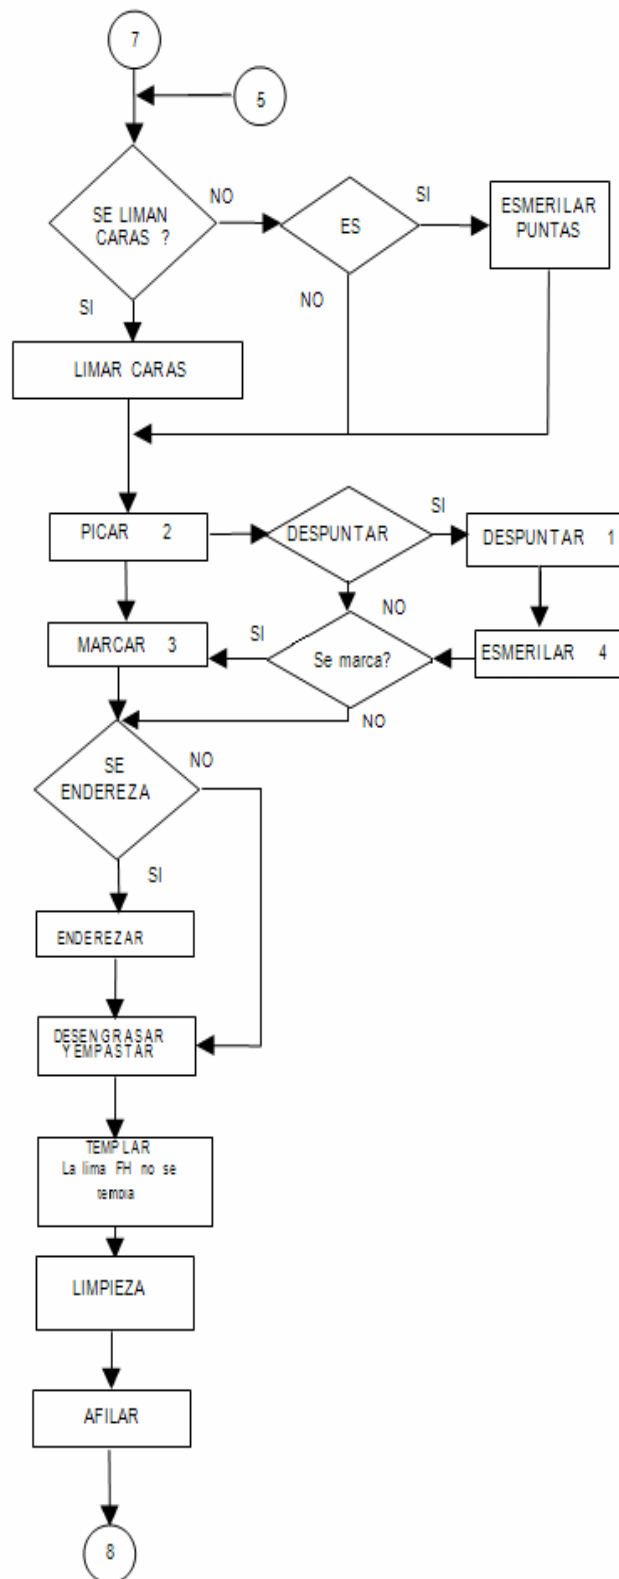 7
5
SE LIMAN
CARAS ?
NO
ES
SI
ESMERILAR
PUNTAS
SI
NO
LIMAR CARAS
PICAR 2
DESPUNTAR
SI
DESPUNTAR 1
NO
MARCAR 3
SI
Se marca?
ESMERILAR 4
NO
SE
ENDEREZA
NO
SI
ENDEREZAR
DESENGRASAR
Y EMPASTAR
TEMPLAR
La lima FH no se
templa
LIMPIEZA
AFILAR
8